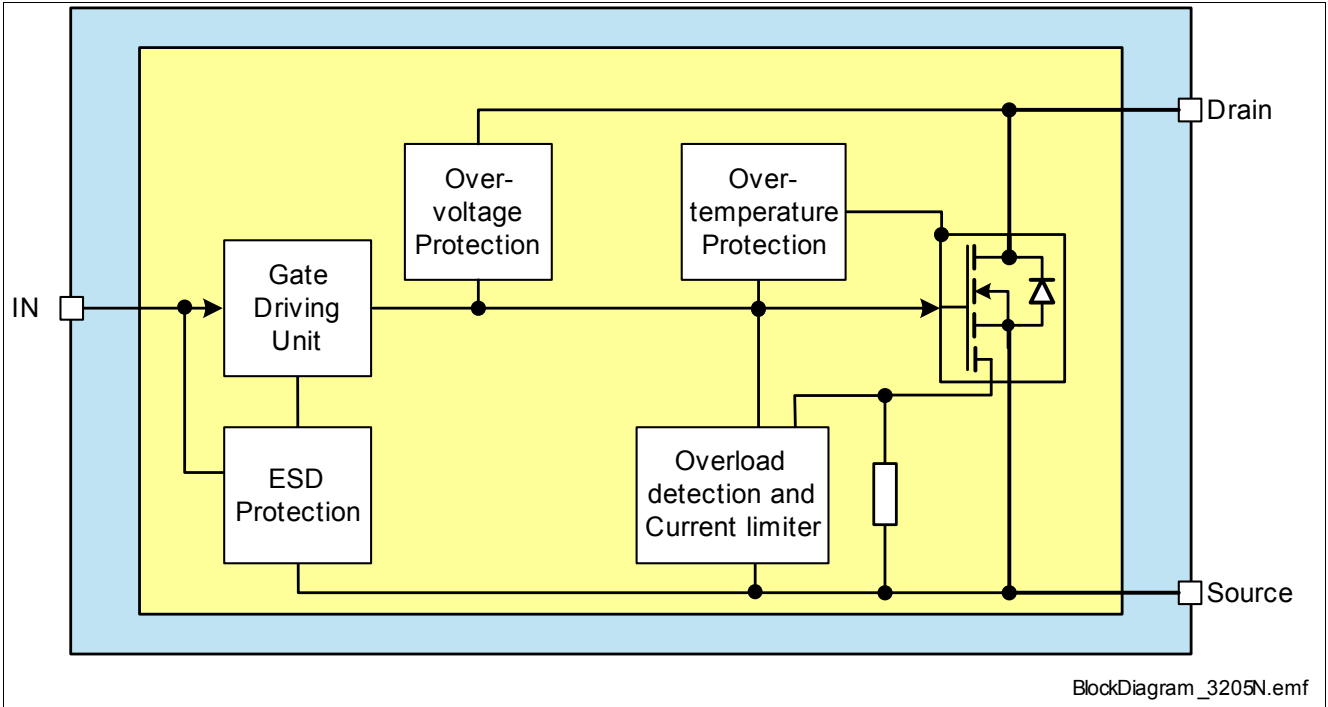 Drain
Over-
voltage
Protection
Over-
temperature
Protection
Gate
Driving
Unit
IN
ESD
Protection
Overload
detection and
Current limiter
Source
BlockDiagram_3205N.emf